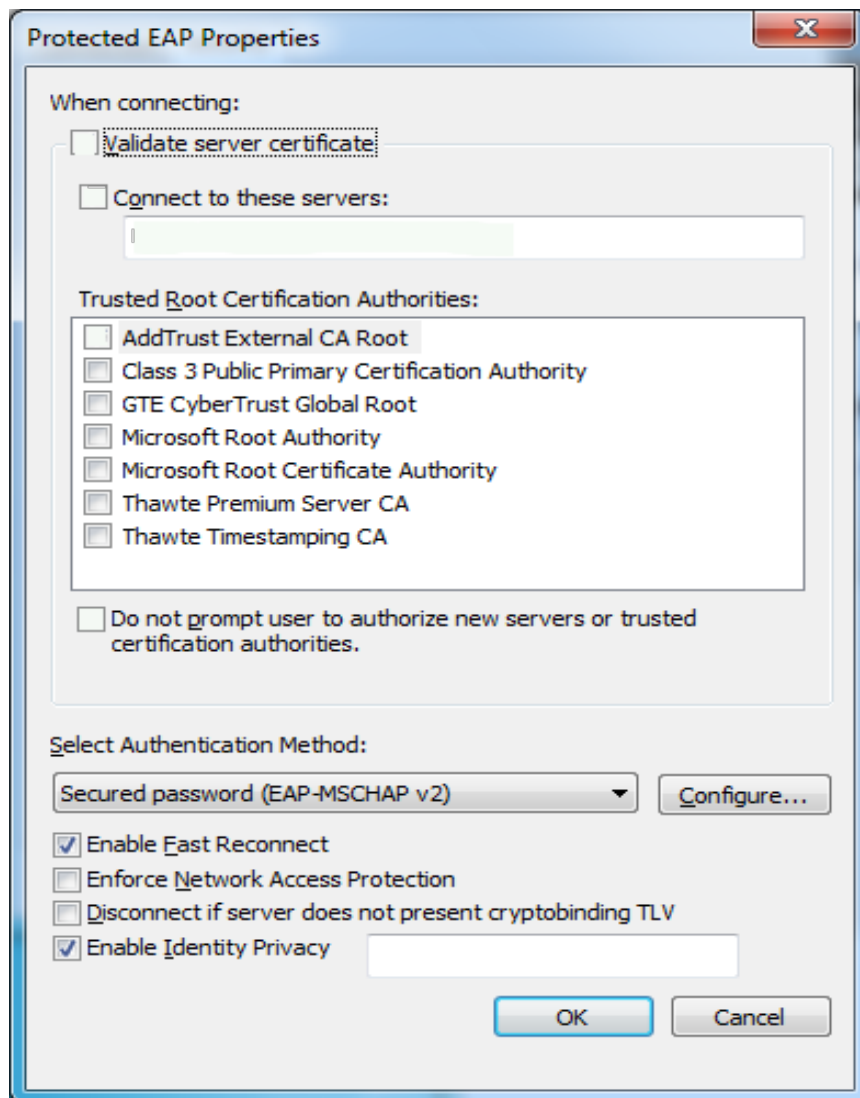 Protected EAP Properties
When connecting:
Validate server certificate
Connect to these servers:
Trusted Root Certification Authorities:
AddTrust External CA Root
Class 3 Public Primary Certification Authority
GTE CyberTrust Global Root
Microsoft Root Authority
Microsoft Root Certificate Authority
Thawte Premium Server CA
Thawte Timestamping CA
Do not prompt user to authorize new servers or trusted
certification authorities.
Select Authentication Method:
Secured password (EAP-MSCHAP v2)
Configure...
Enable Fast Reconnect
Enforce Network Access Protection
Disconnect if server does not present cryptobinding TLV
Enable Identity Privacy
OK
Cancel